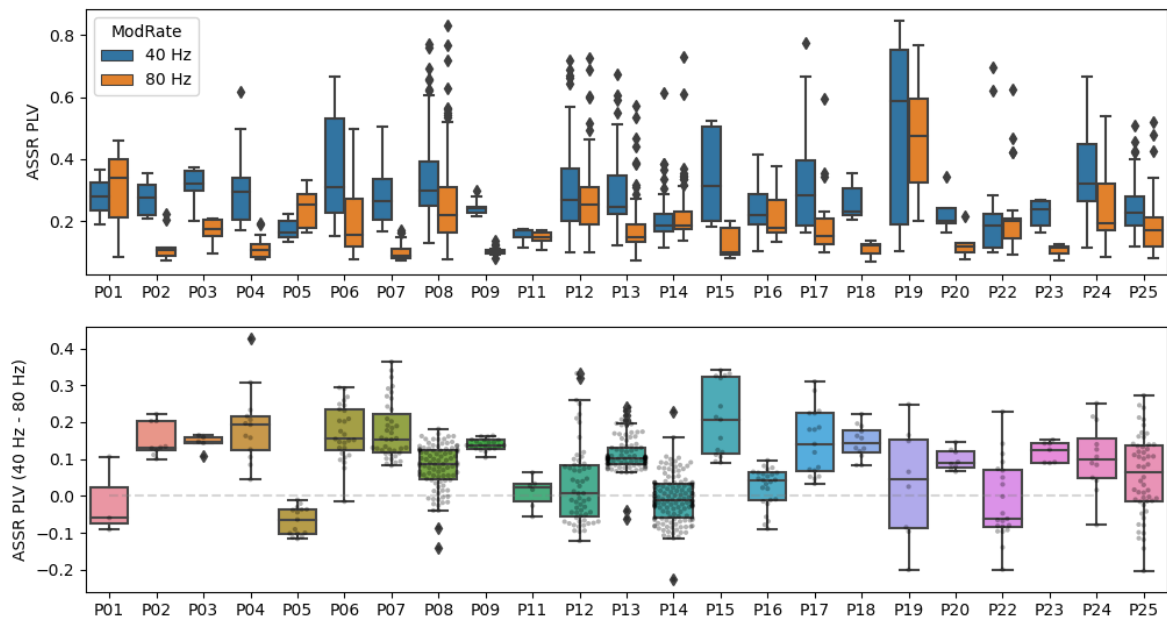 ModRate
40 Hz
80 Hz
ASSR PLV
0.8
0.6
0.4
0.2
P01 P02 P03 P04 P05 P06 P07 P08 P09 P11 P12 P13 P14 P15 P16 P17 P18 P19 P20 P22 P23 P24 P25
ASSR PLV (40 Hz - 80 Hz)
0.4
0.3
0.2
0.1
0.0
−0.1
−0.2
P01 P02 P03 P04 P05 P06 P07 P08 P09 P11 P12 P13 P14 P15 P16 P17 P18 P19 P20 P22 P23 P24 P25